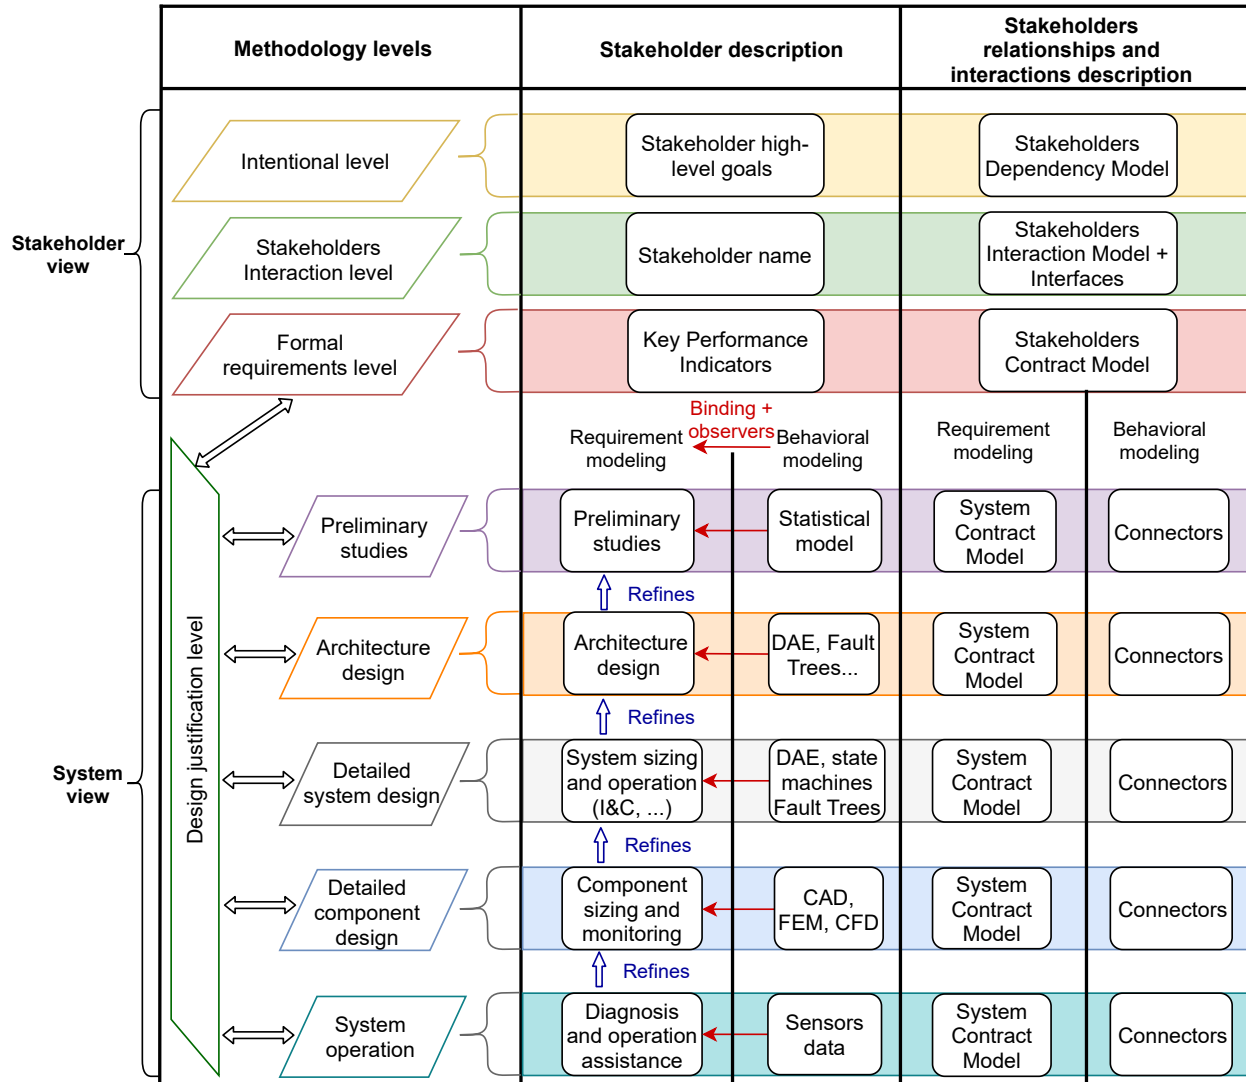 Methodology levels
Stakeholder description
Stakeholders
relationships and
interactions description
Stakeholder
view
Intentional level
Stakeholder high-
level goals
Stakeholders
Dependency Model
Stakeholders
Interaction level
Stakeholder name
Stakeholders
Interaction Model +
Interfaces
Formal
requirements level
Key Performance
Indicators
Stakeholders
Contract Model
Binding +
observers
Requirement
modeling
Behavioral
modeling
Requirement
modeling
Behavioral
modeling
System
view
Design justification level
Preliminary
studies
Preliminary
studies
Statistical
model
System
Contract
Model
Connectors
Refines
Architecture
design
Architecture
design
DAE, Fault
Trees...
System
Contract
Model
Connectors
Refines
Detailed
system design
System sizing
and operation
(I&C, ...)
DAE, state
machines
Fault Trees
System
Contract
Model
Connectors
Refines
Detailed
component
design
Component
sizing and
monitoring
CAD,
FEM, CFD
System
Contract
Model
Connectors
Refines
System
operation
Diagnosis
and operation
assistance
Sensors
data
System
Contract
Model
Connectors